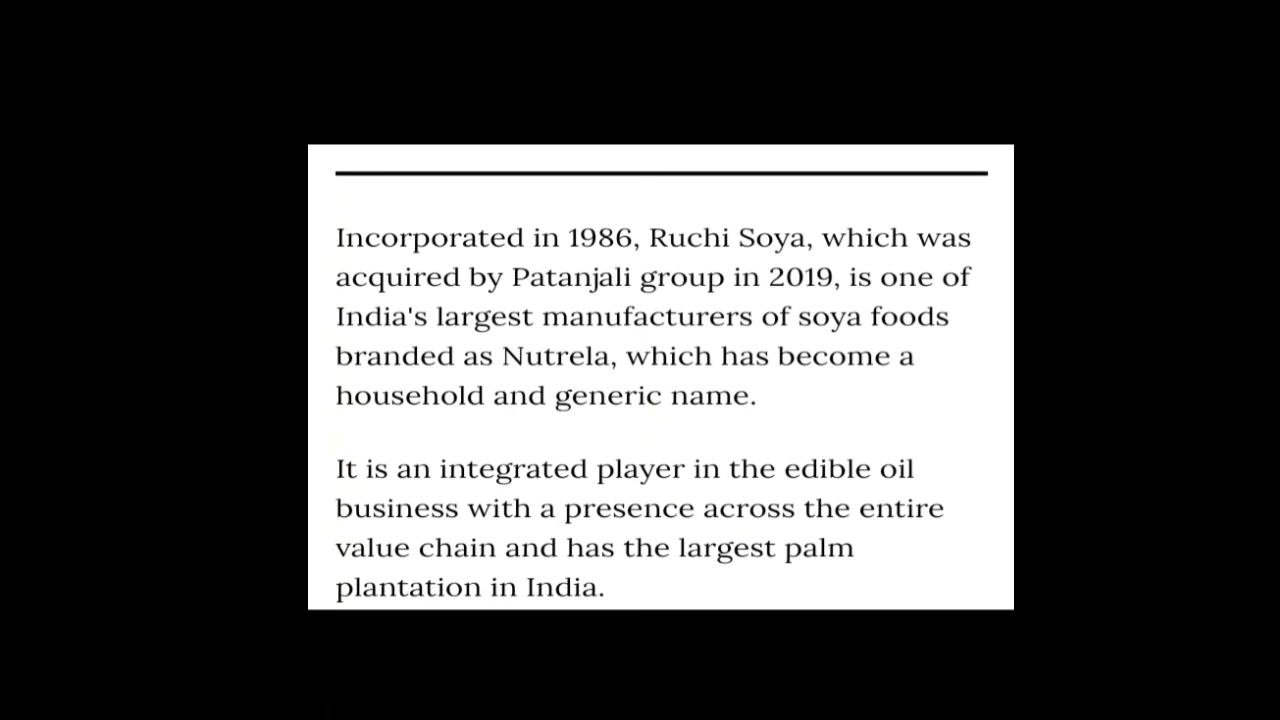 Incorporated in 1986, Ruchi Soya, which was
acquired by Patanjali group in 2019, is one of
India's largest manufacturers of soya foods
branded as Nutrela, which has become a
household and generic name.
It is an integrated player in the edible oil
business with a presence across the entire
value chain and has the largest palm
plantation in India.